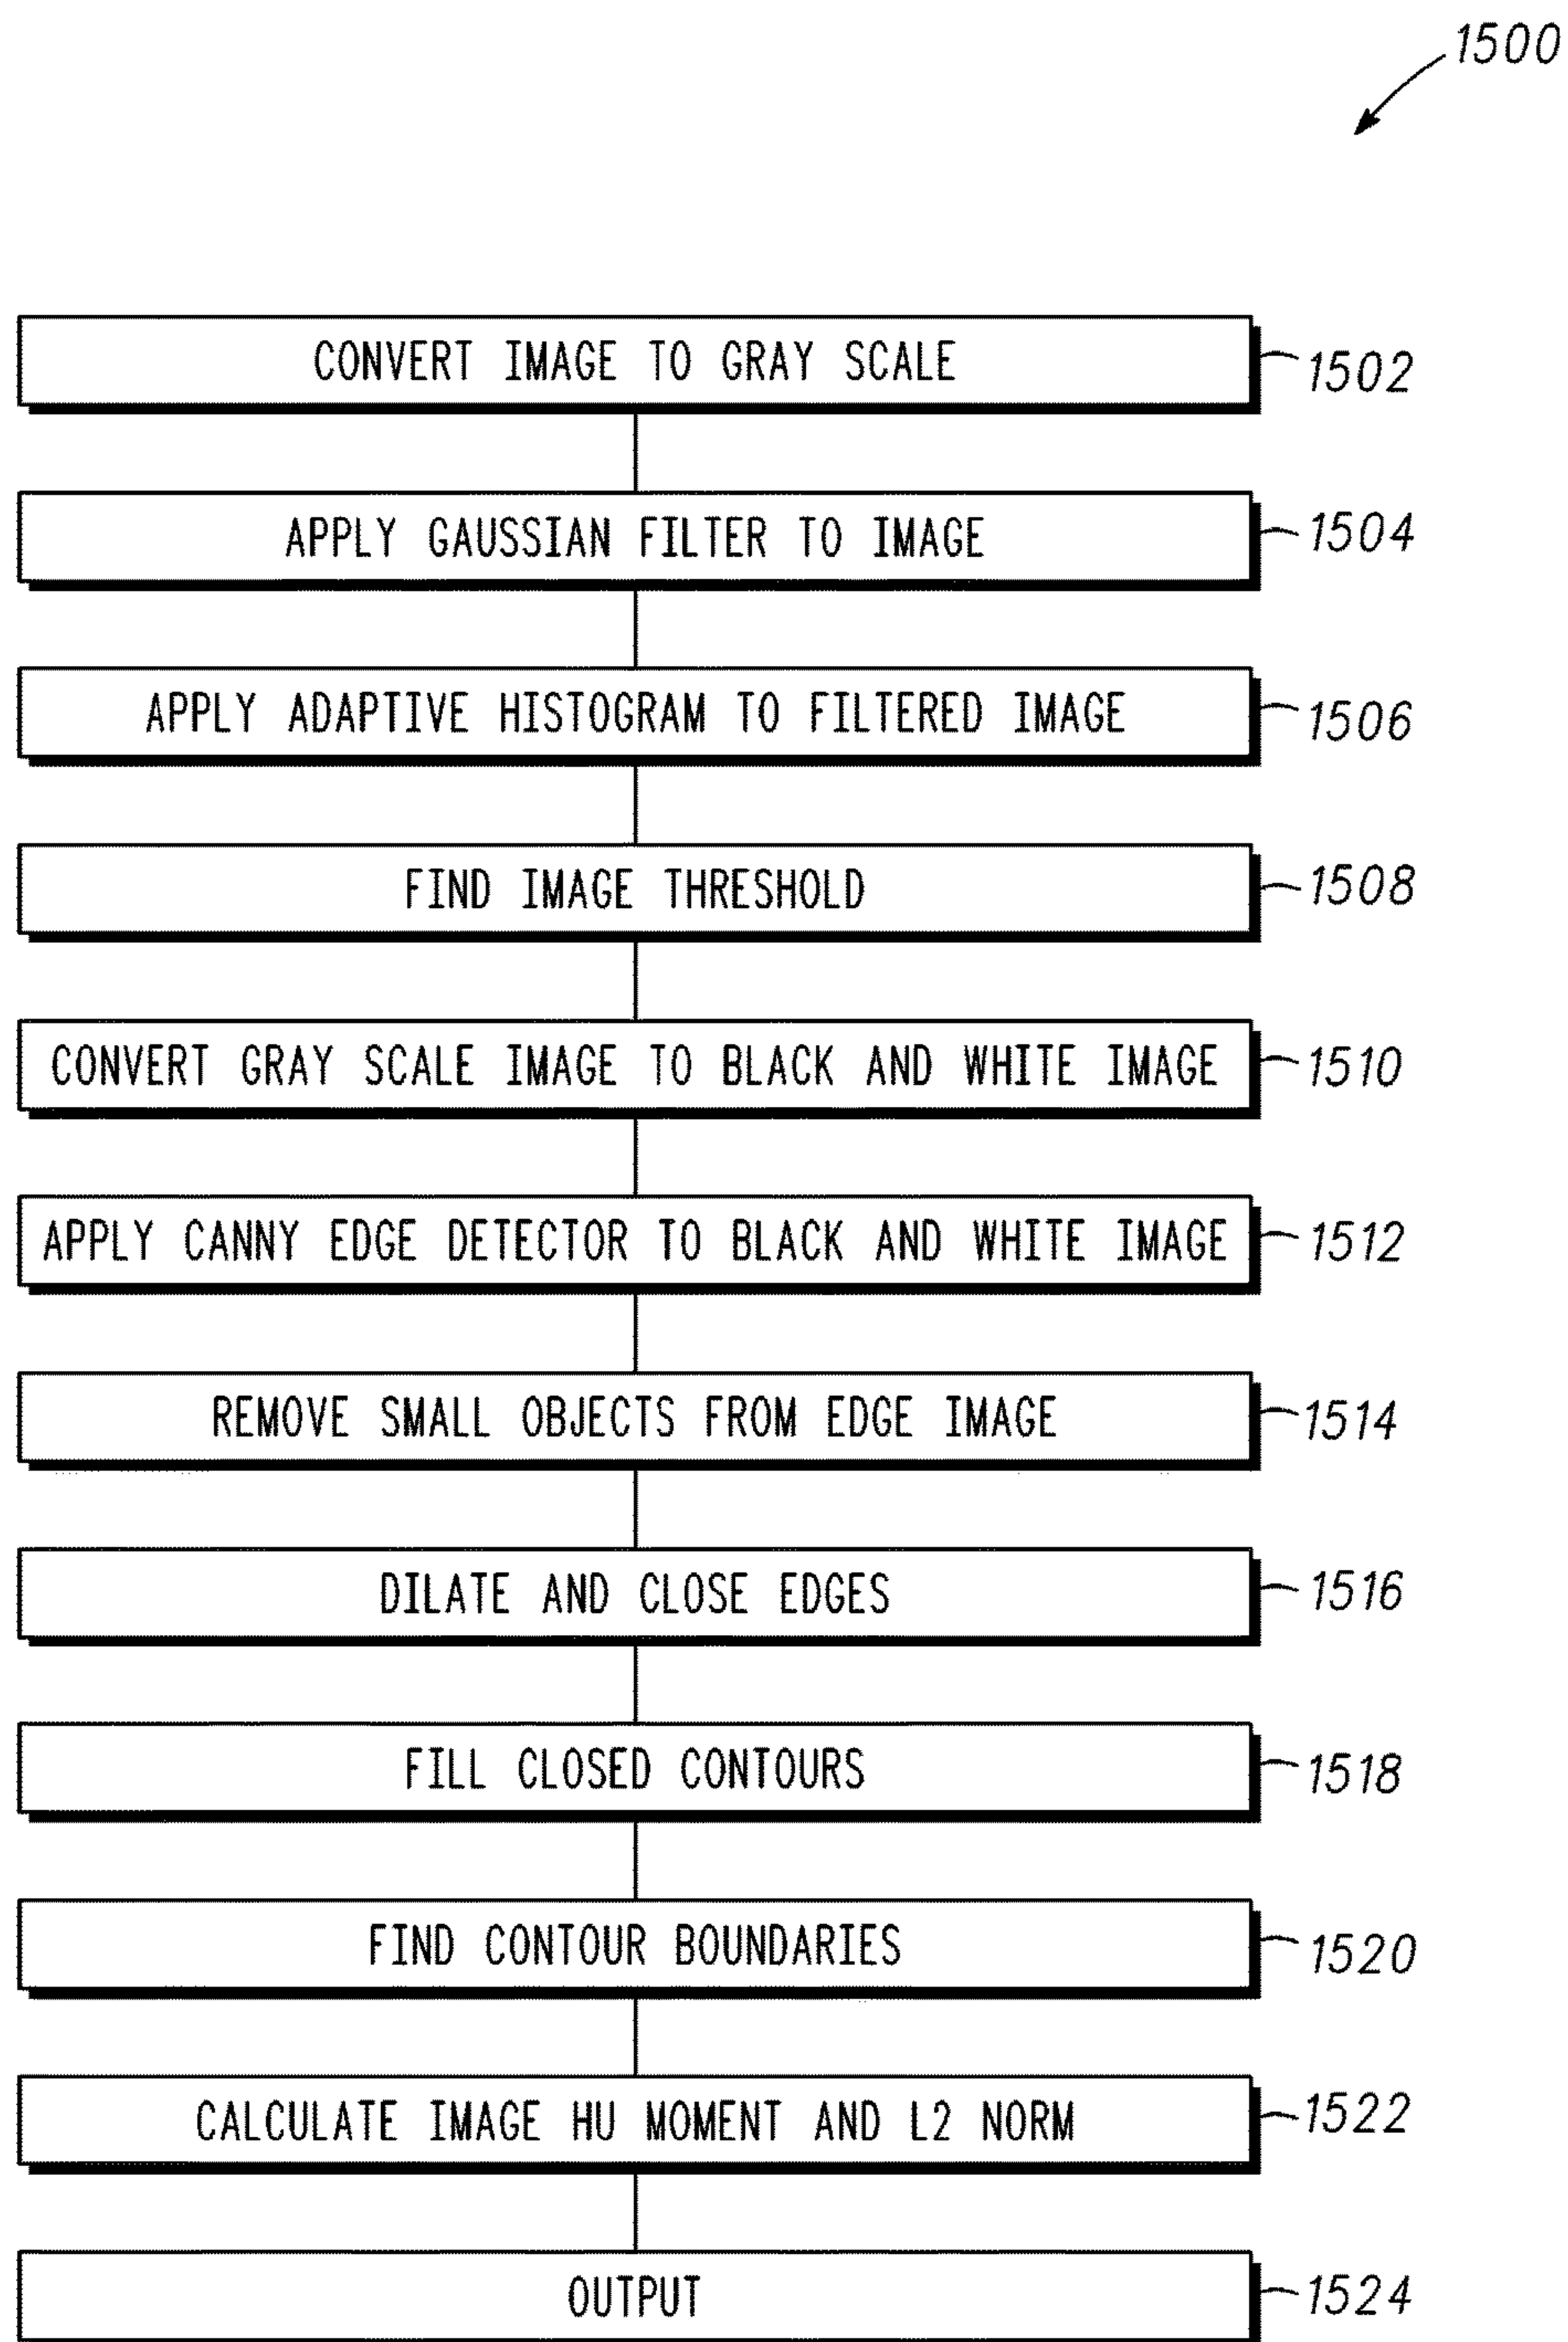 1500
CONVERT IMAGE TO GRAY SCALE
1502
APPLY GAUSSIAN FILTER TO IMAGE
1504
APPLY ADAPTIVE HISTOGRAM TO FILTERED IMAGE
1506
FIND IMAGE THRESHOLD
1508
CONVERT GRAY SCALE IMAGE TO BLACK AND WHITE IMAGE
1510
APPLY CANNY EDGE DETECTOR TO BLACK AND WHITE IMAGE
1512
REMOVE SMALL OBJECTS FROM EDGE IMAGE
1514
DILATE AND CLOSE EDGES
1516
FILL CLOSED CONTOURS
1518
FIND CONTOUR BOUNDARIES
1520
CALCULATE IMAGE HU MOMENT AND L2 NORM
1522
OUTPUT
1524